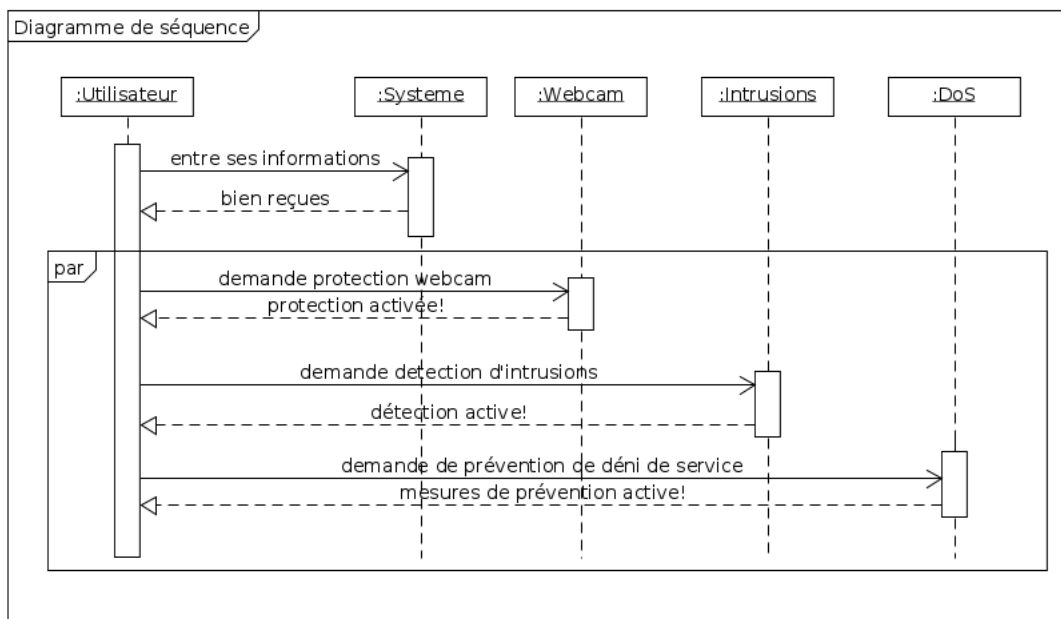 Diagramme de séquence
:Utilisateur
:Systeme
:Webcam
:Intrusions
:DoS
entre ses informations
bien reçues
par
demande protection webcam
protection activée!
demande detection d'intrusions
détection active!
demande de prévention de déni de service
mesures de prévention active!